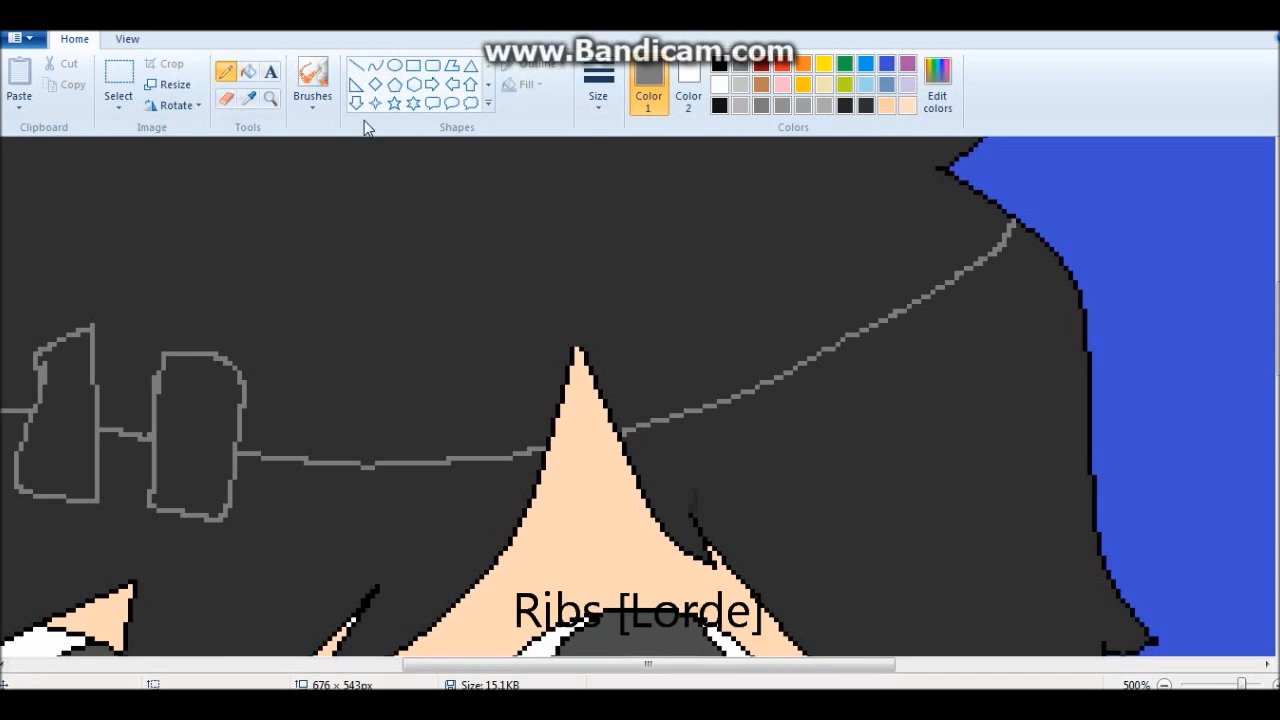 www.Bandicam.com
Home
View
Paste
Cut
Copy
Clipboard
Select
Crop
Resize
Rotate
Image
A
Tools
Brushes
Outline
Fill
Shapes
Size
Color 1
Color 2
Edit colors
Colors
Ribs [Lorde]
676 × 543px
Size: 15.1KB
500%